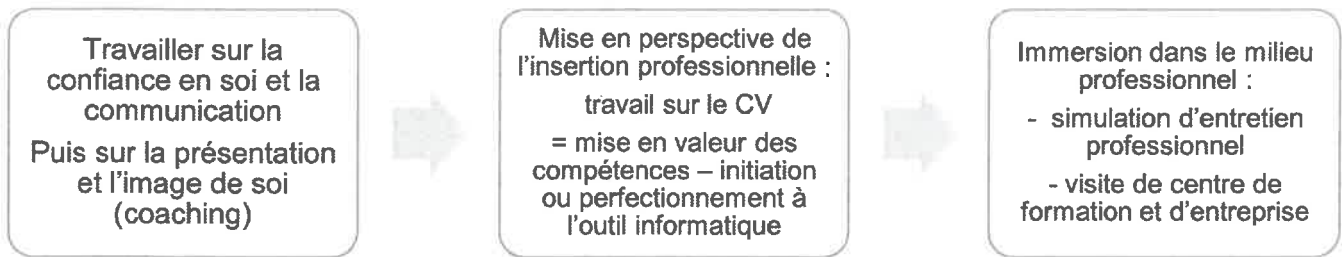 Travailler sur la
confiance en soi et la
communication
Puis sur la présentation
et l'image de soi
(coaching)
Mise en perspective de
l'insertion professionnelle :
travail sur le CV
= mise en valeur des
compétences – initiation
ou perfectionnement à
l'outil informatique
Immersion dans le milieu
professionnel :
- simulation d'entretien
professionnel
- visite de centre de
formation et d'entreprise